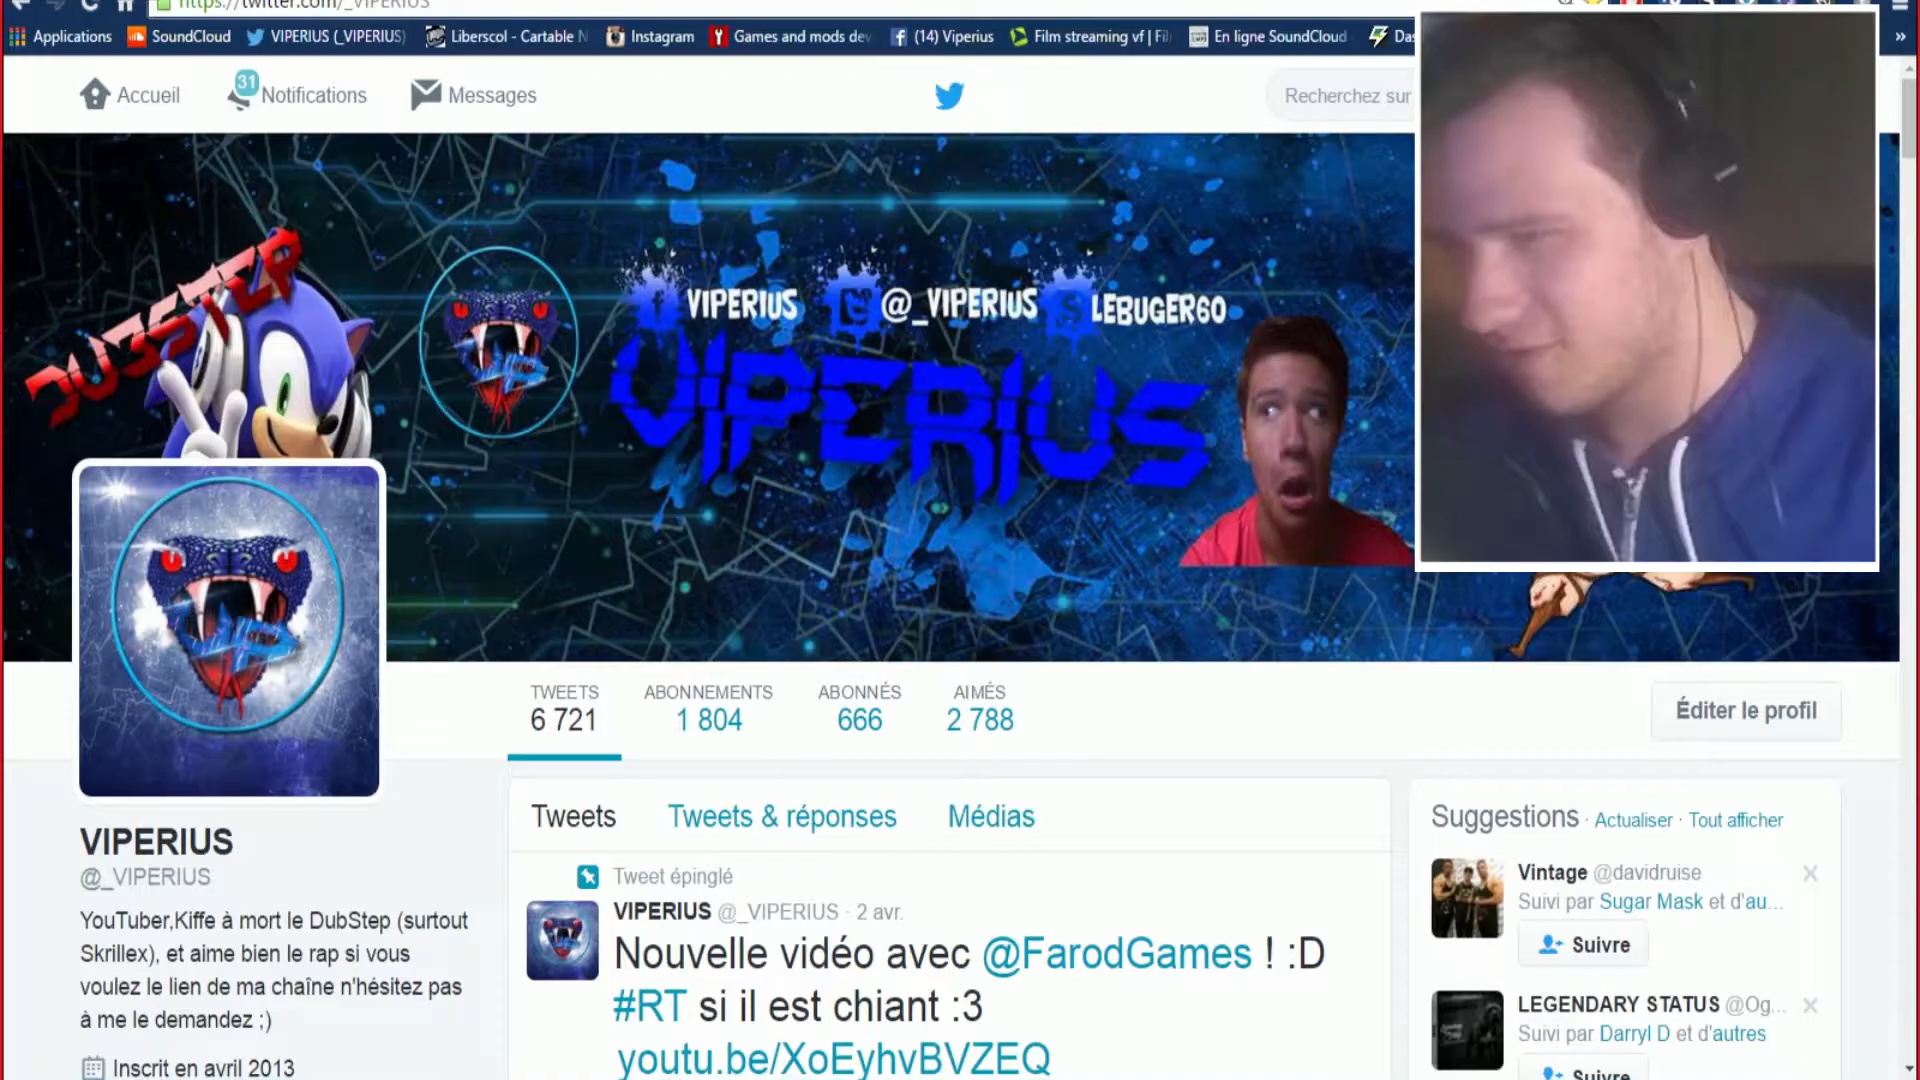 https://twitter.com/_VIPERIUS
Applications SoundCloud VIPERIUS (_VIPERIUS) Liberscol - Cartable N Instagram Games and mods dev (14) Viperius Film streaming vf | Fil En ligne SoundCloud Das »
Accueil 31 Notifications Messages Recherchez sur
DUBSTEP
VIPERIUS @_VIPERIUS LEBUGER60
VIPERIUS
VP
TWEETS ABONNEMENTS ABONNÉS AIMÉS
6 721 1 804 666 2 788
Éditer le profil
VIPERIUS
@_VIPERIUS
YouTuber,Kiffe à mort le DubStep (surtout
Skrillex), et aime bien le rap si vous
voulez le lien de ma chaîne n'hésitez pas
à me le demandez ;)
Inscrit en avril 2013
Tweets Tweets & réponses Médias
Tweet épinglé
VIPERIUS @_VIPERIUS · 2 avr.
Nouvelle vidéo avec @FarodGames ! :D
#RT si il est chiant :3
youtu.be/XoEyhvBVZEQ
Suggestions · Actualiser · Tout afficher
Vintage @davidruise
Suivi par Sugar Mask et d'au...
Suivre
LEGENDARY STATUS @Og...
Suivi par Darryl D et d'autres
Suivre